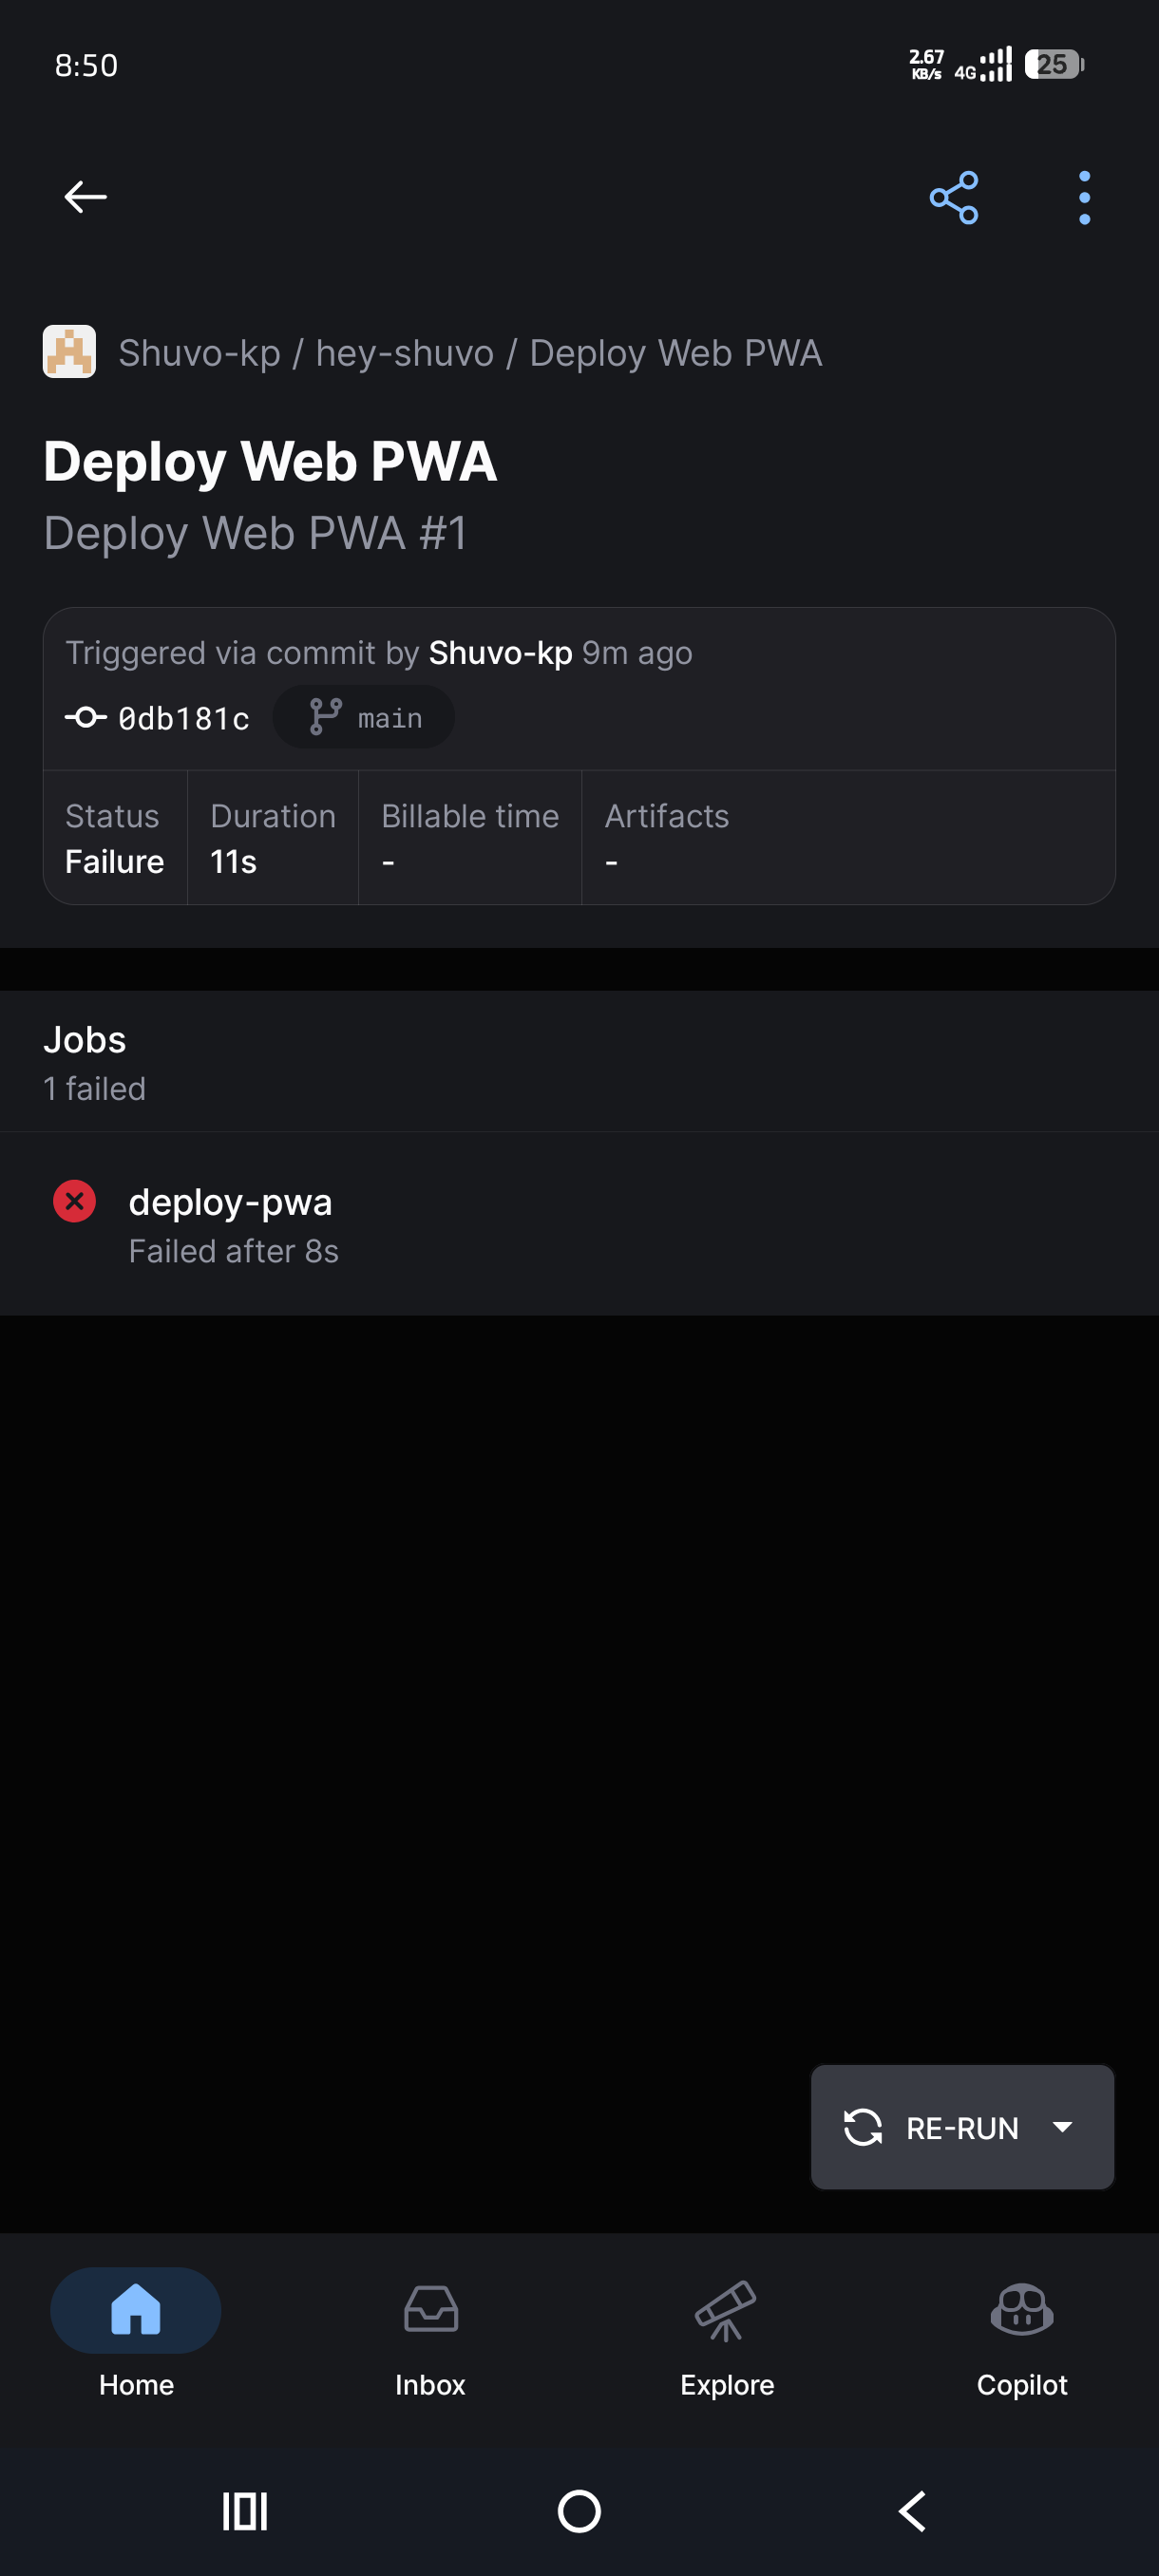 8:50
2.67
KB/s
4G
25
Shuvo-kp / hey-shuvo / Deploy Web PWA
Deploy Web PWA
Deploy Web PWA #1
Triggered via commit by Shuvo-kp 9m ago
0db181c main
Status Duration Billable time Artifacts
Failure 11s - -
Jobs
1 failed
deploy-pwa
Failed after 8s
RE-RUN
Home Inbox Explore Copilot